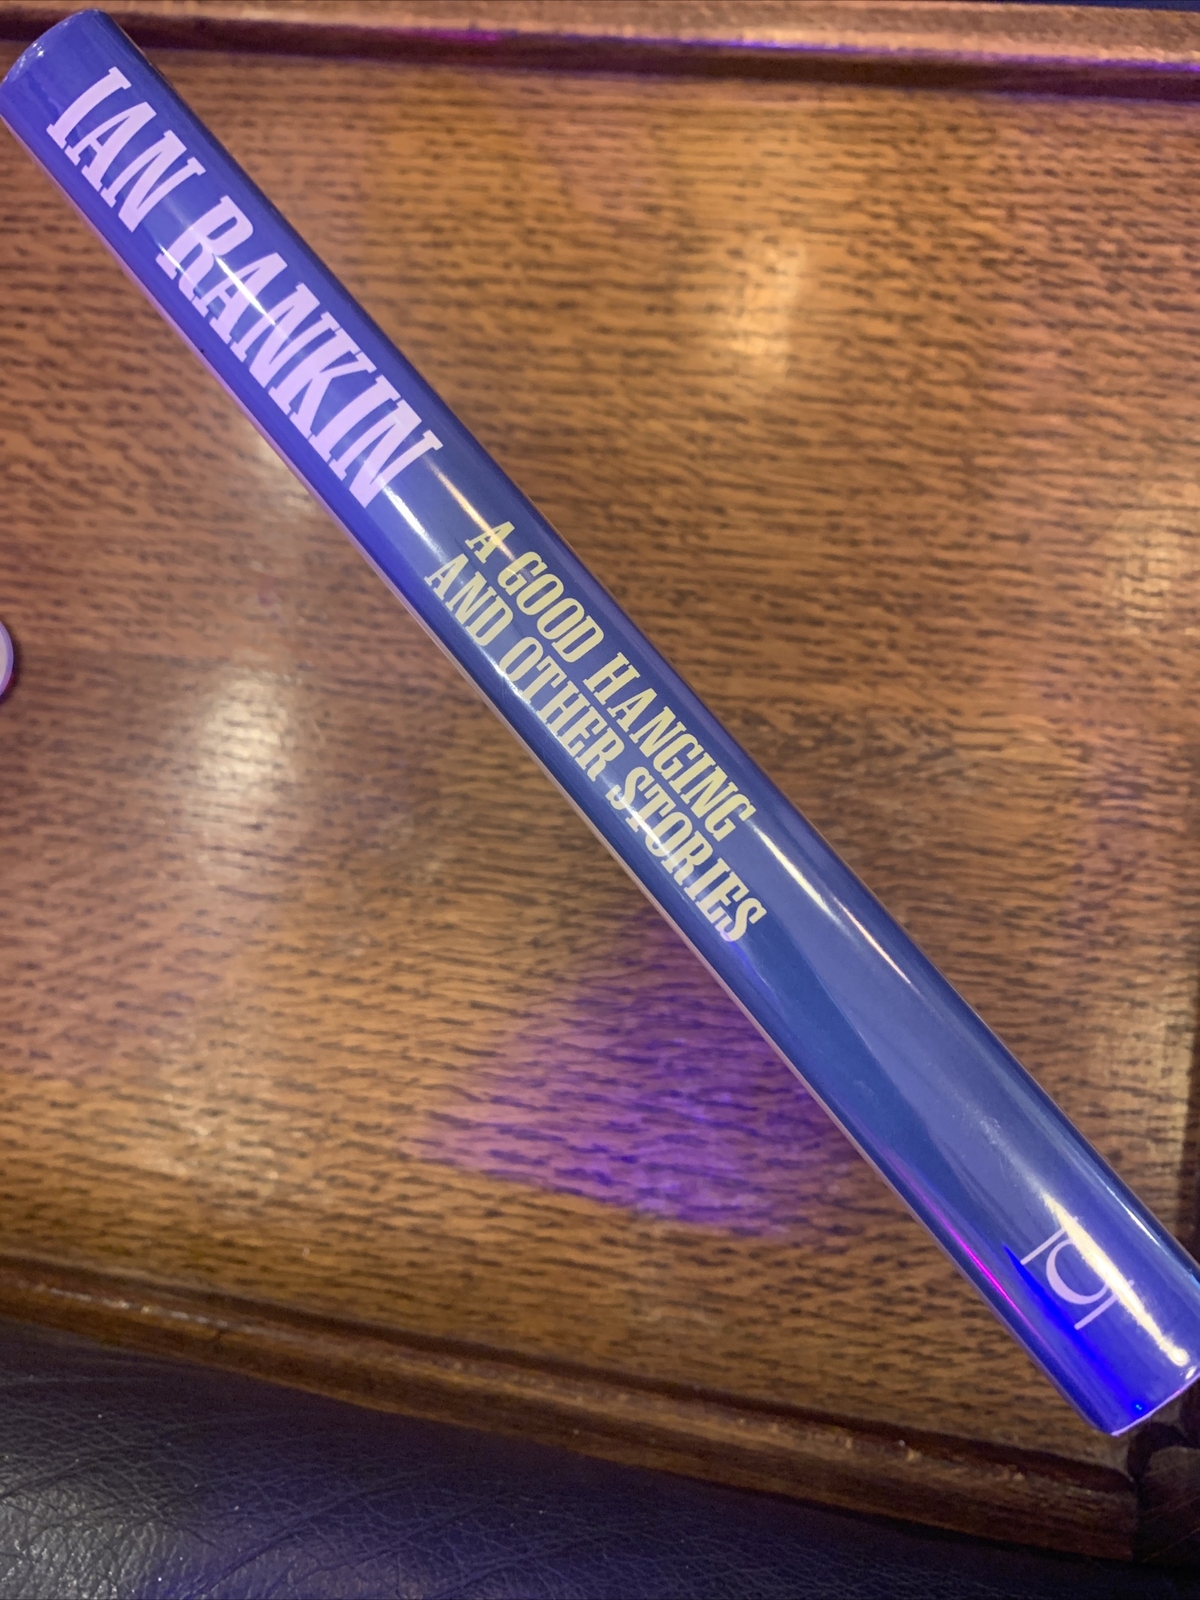 IAN RANKIN
A GOOD HANGING
AND OTHER STORIES